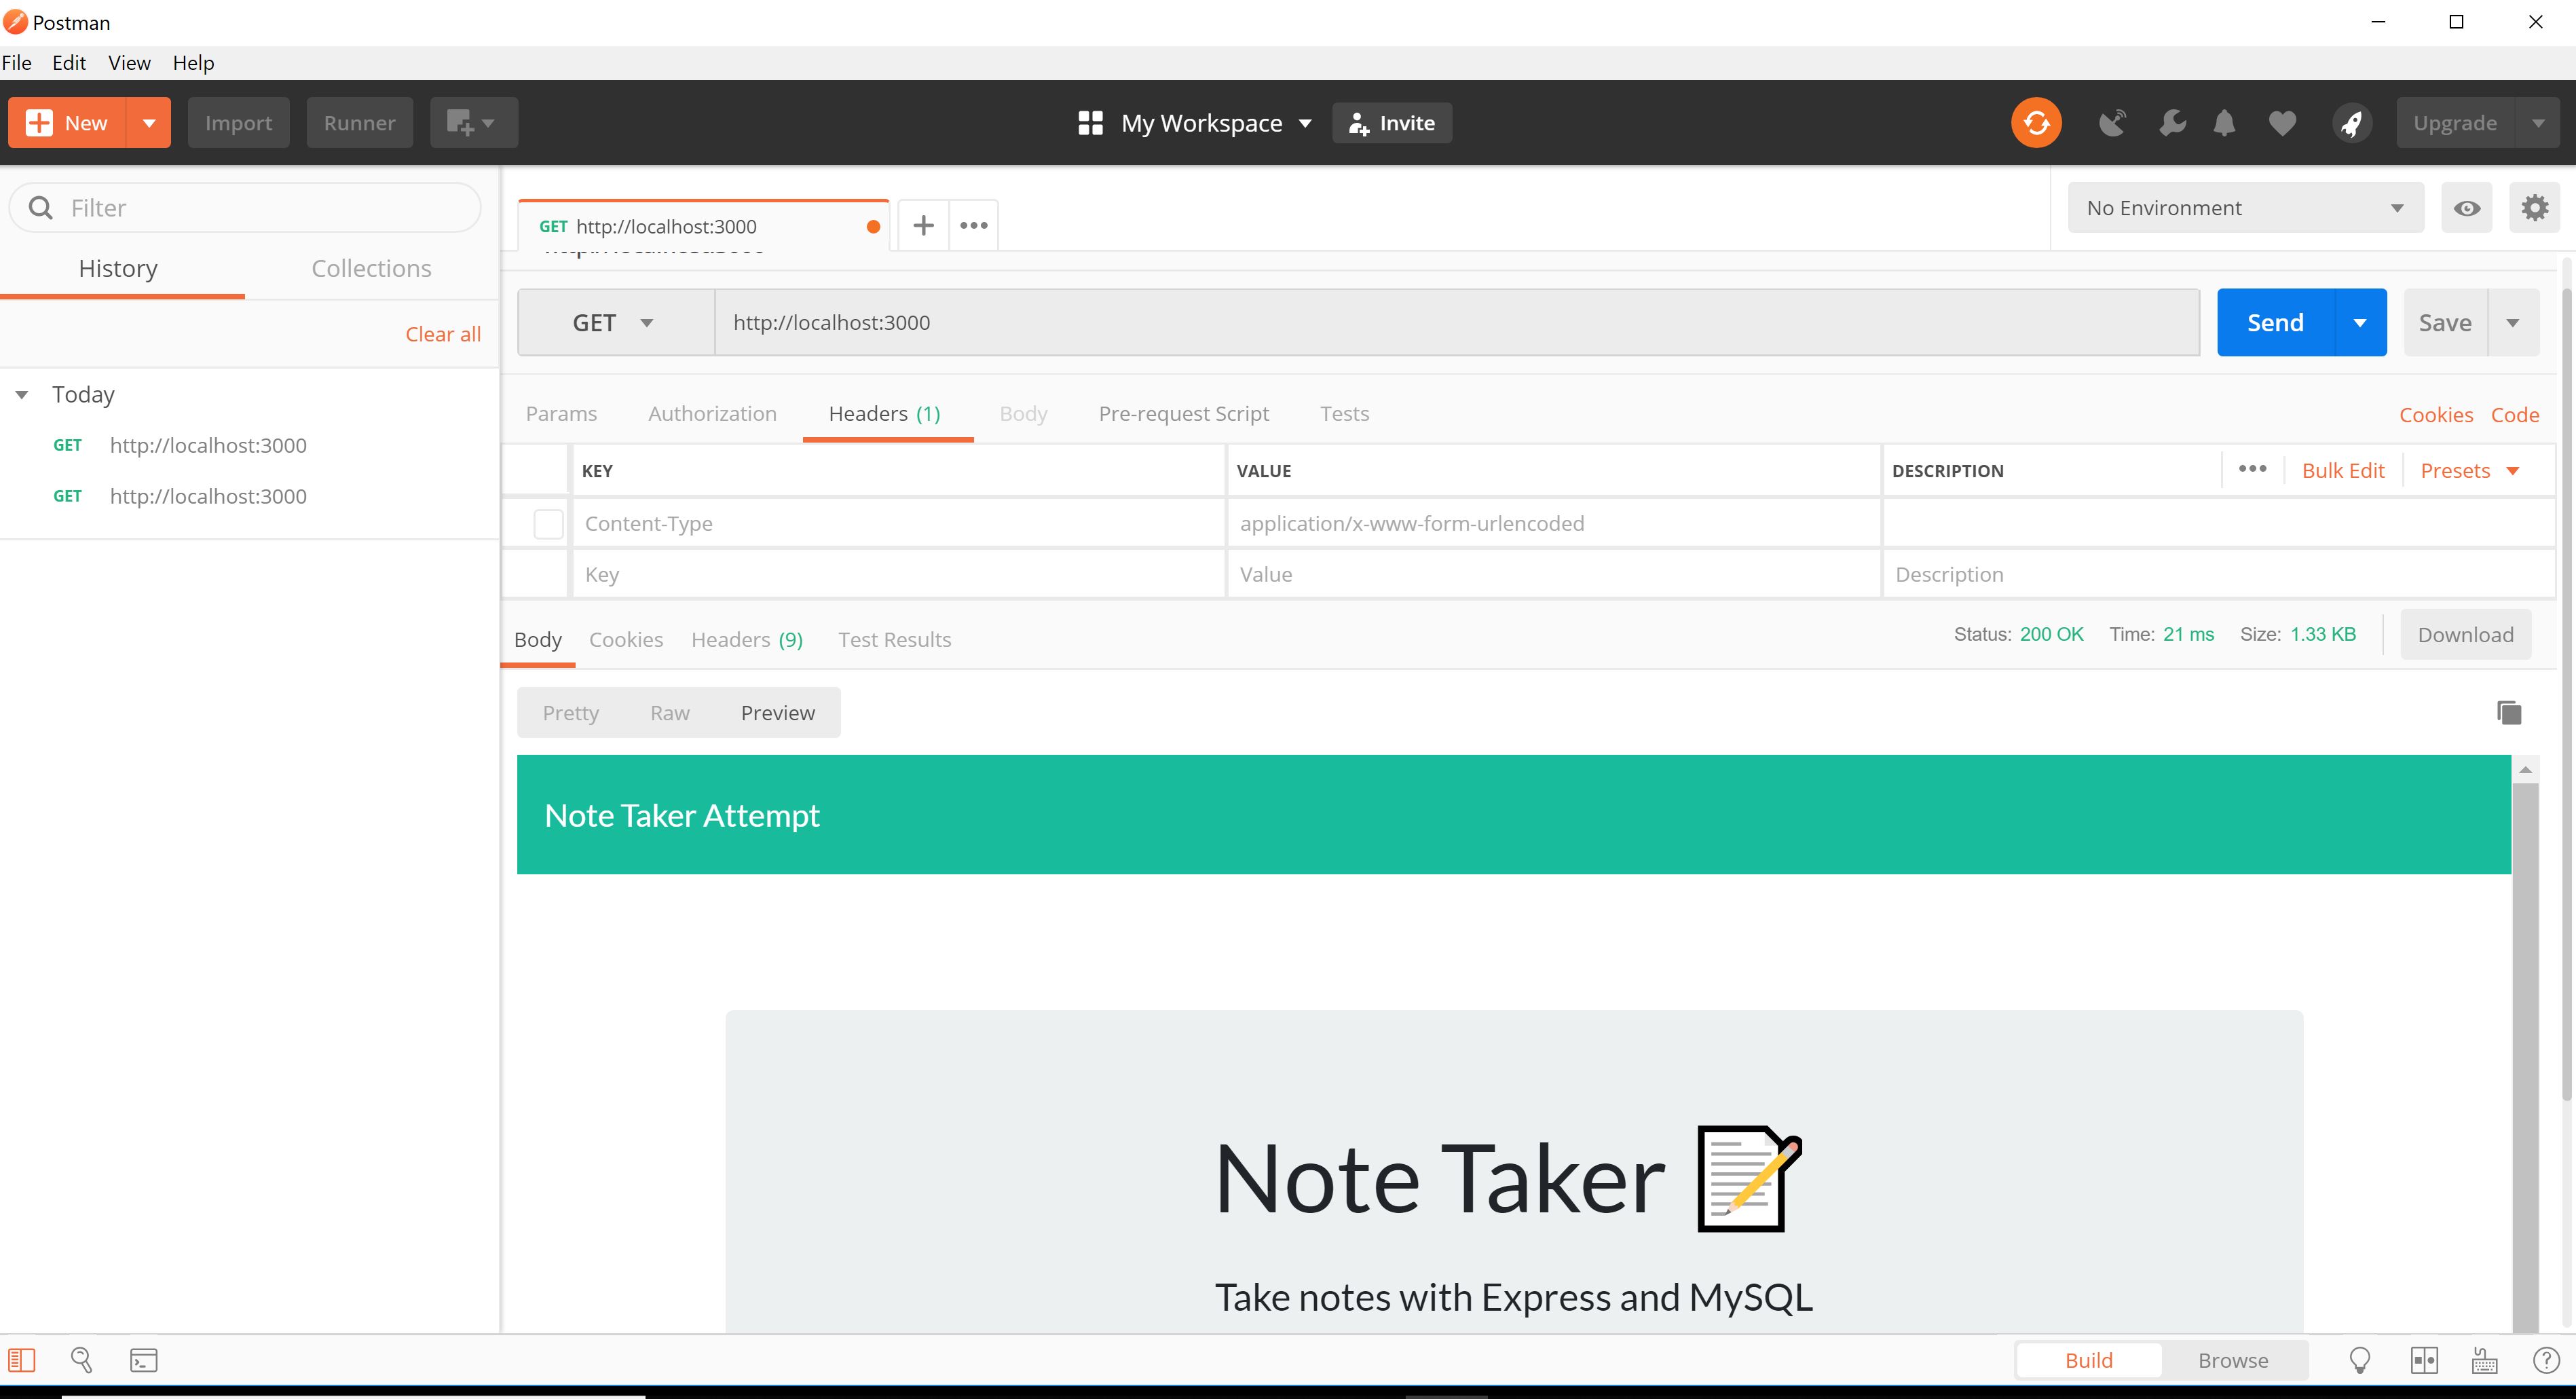 Postman
File Edit View Help
New Import Runner My Workspace Invite Upgrade
Filter
History Collections
Clear all
Today
GET http://localhost:3000
GET http://localhost:3000
GET http://localhost:3000
No Environment
http://localhost:3000
GET http://localhost:3000 Send Save
Params Authorization Headers (1) Body Pre-request Script Tests Cookies Code
KEY VALUE DESCRIPTION Bulk Edit Presets
Content-Type application/x-www-form-urlencoded
Key Value Description
Body Cookies Headers (9) Test Results Status: 200 OK Time: 21 ms Size: 1.33 KB Download
Pretty Raw Preview
Note Taker Attempt
Note Taker
Take notes with Express and MySQL
Build Browse